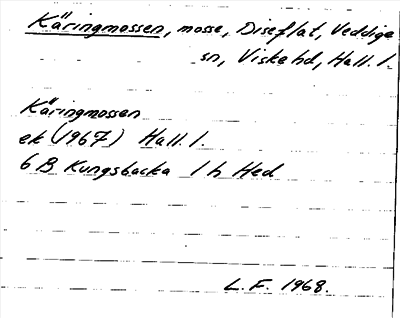 Käringmossen, mosse, Diseflat, Veddige
sn, Viske hd, Hall. l.
Käringmossen
ek (1967) Hall. l.
6 B Kungsbacka 1 h Hed
L. F. 1968.